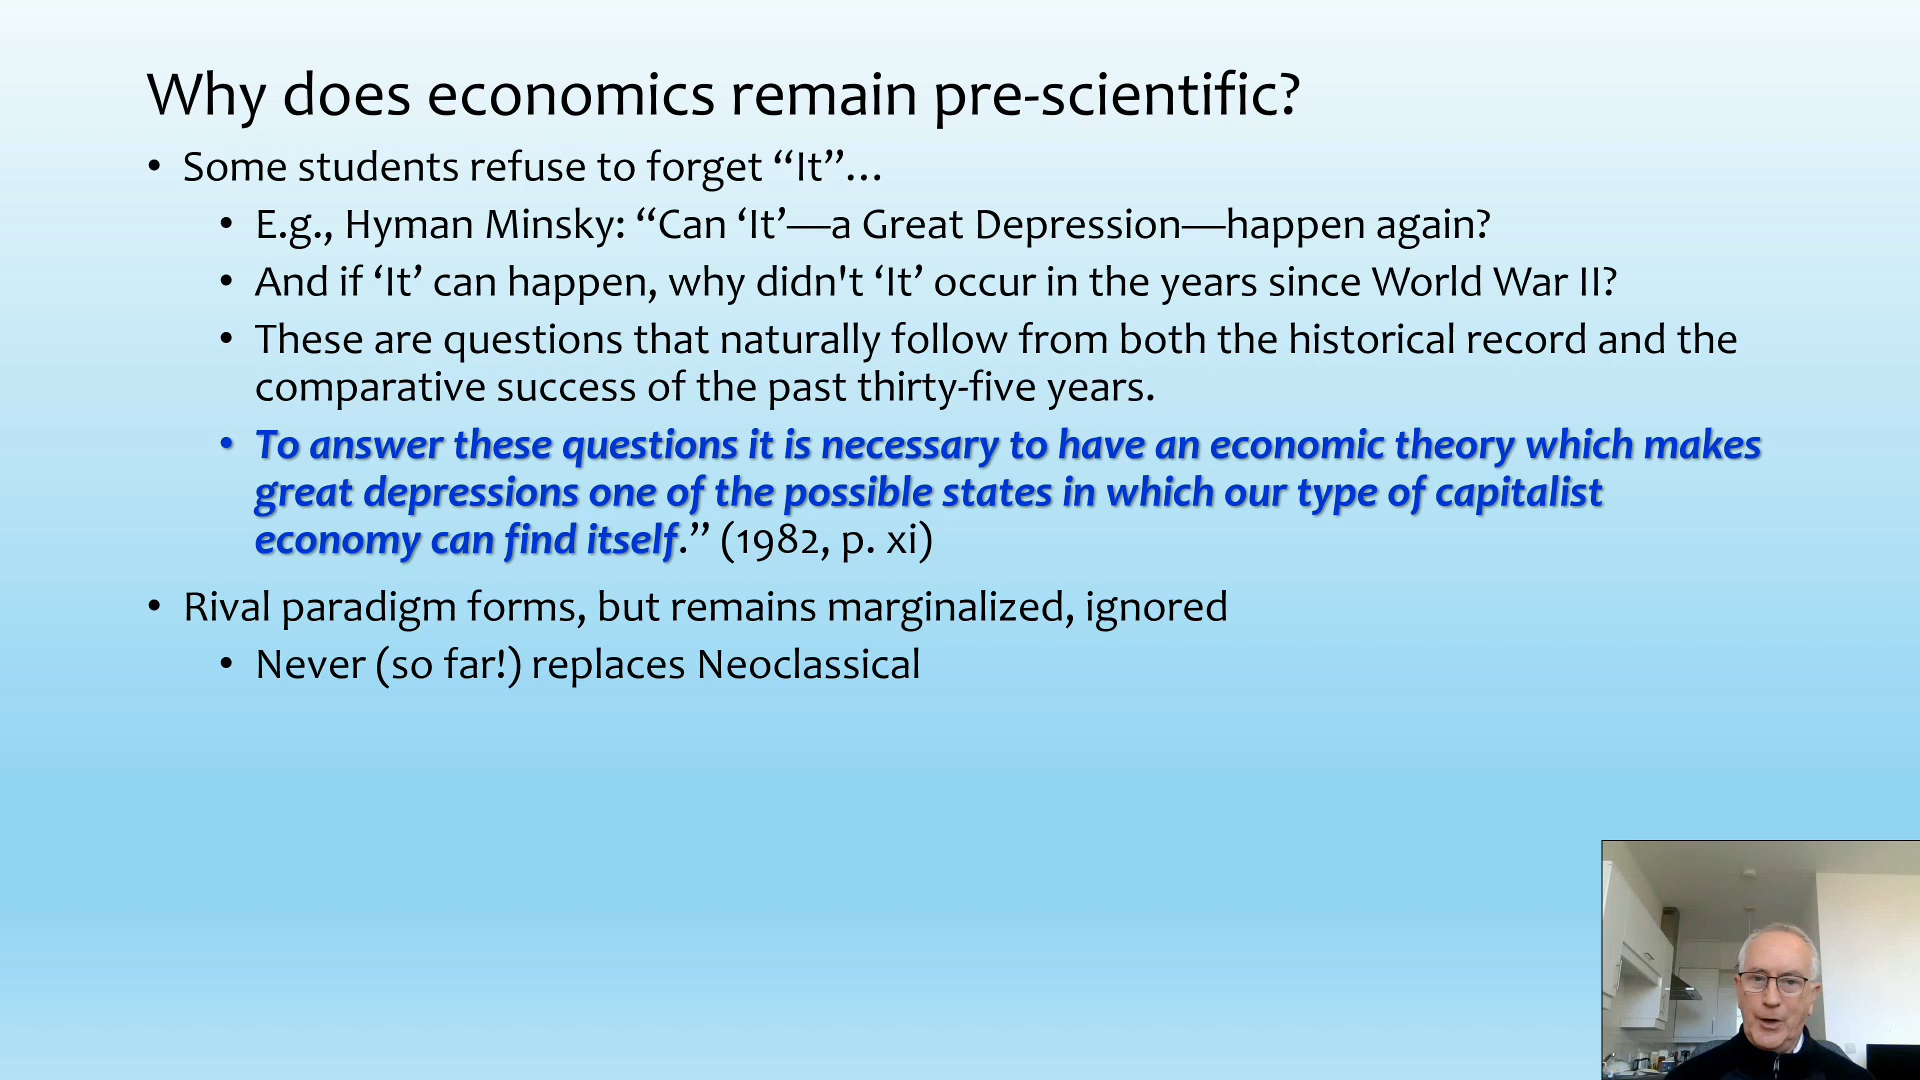 Why does economics remain pre-scientific?
• Some students refuse to forget “It”…
• E.g., Hyman Minsky: “Can ‘It’—a Great Depression—happen again?
• And if ‘It’ can happen, why didn't ‘It’ occur in the years since World War II?
• These are questions that naturally follow from both the historical record and the
comparative success of the past thirty-five years.
• To answer these questions it is necessary to have an economic theory which makes
great depressions one of the possible states in which our type of capitalist
economy can find itself.” (1982, p. xi)
• Rival paradigm forms, but remains marginalized, ignored
• Never (so far!) replaces Neoclassical